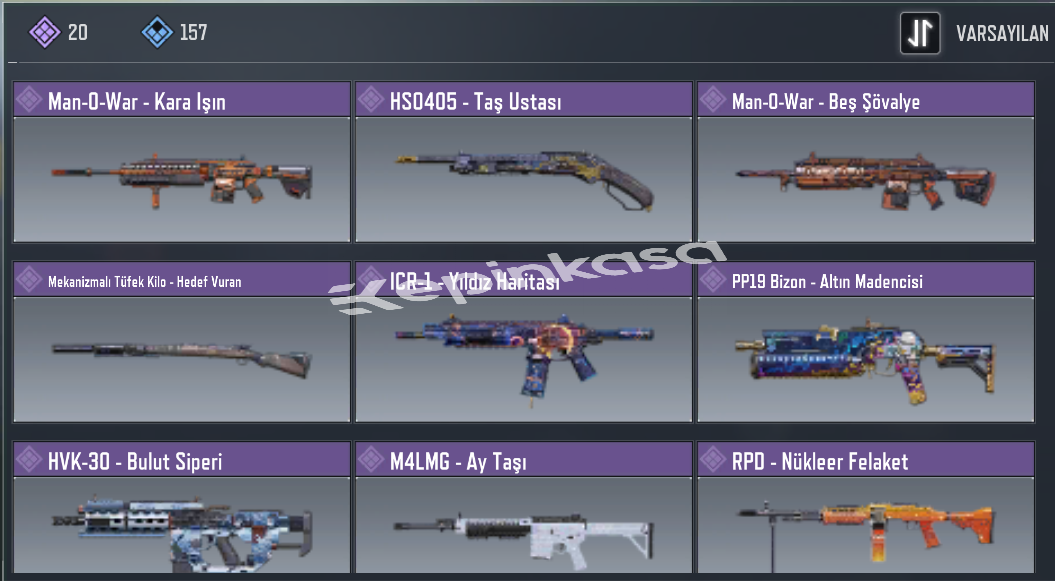 20
157
VARSAYILAN
Man-O-War - Kara Işın
HS0405 - Taş Ustası
Man-O-War - Beş Şövalye
Mekanizmalı Tüfek Kilo - Hedef Vuran
ICR-1 - Yıldız Haritası
PP19 Bizon - Altın Madencisi
kepinkasa
HVK-30 - Bulut Siperi
M4LMG - Ay Taşı
RPD - Nükleer Felaket